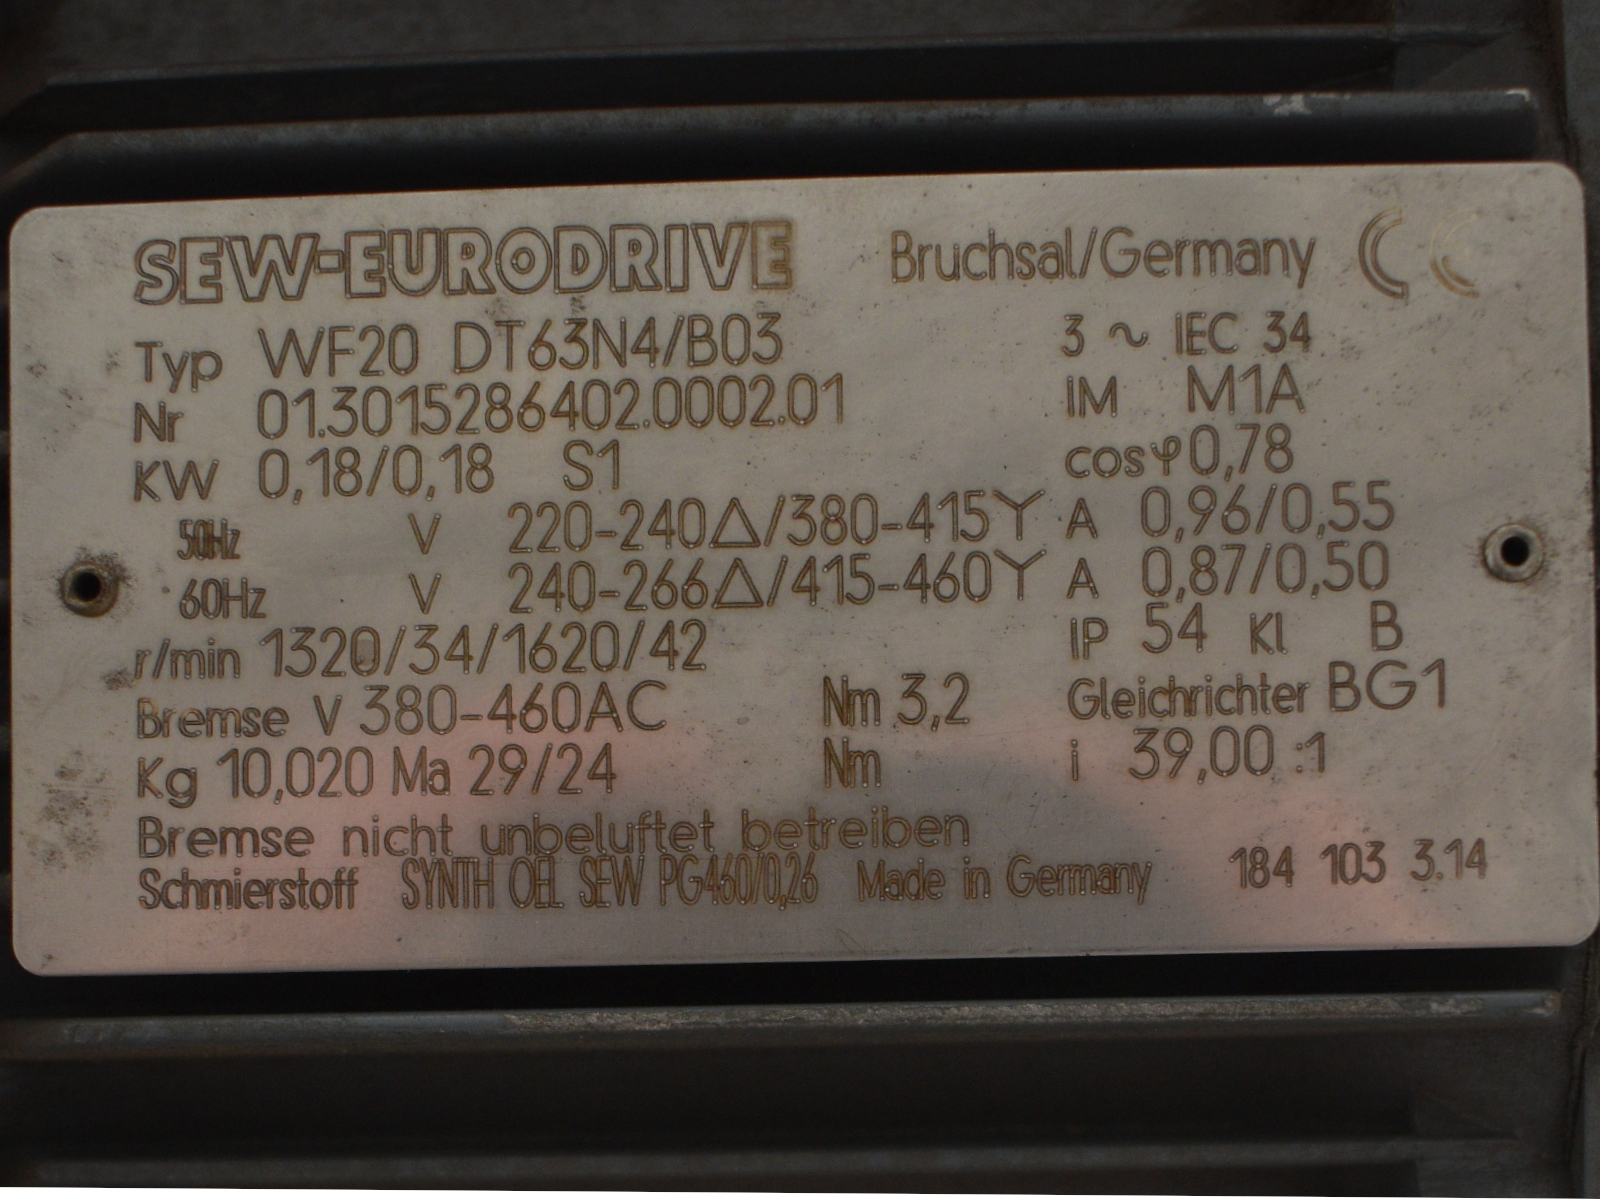 SEW-EURODRIVE Bruchsal/Germany CE
Typ WF20 DT63N4/B03 3 ~ IEC 34
Nr 01.3015286402.0002.01 IM M1A
KW 0,18/0,18 S1 cosφ 0,78
50Hz V 220-240△/380-415Y A 0,96/0,55
60Hz V 240-266△/415-460Y A 0,87/0,50
r/min 1320/34/1620/42 IP 54 Kl B
Bremse V 380-460AC Nm 3,2 Gleichrichter BG1
Kg 10,020 Ma 29/24 Nm i 39,00 :1
Bremse nicht unbelüftet betreiben
Schmierstoff SYNTH OEL SEW PG460/0,26 Made in Germany 184 103 3.14